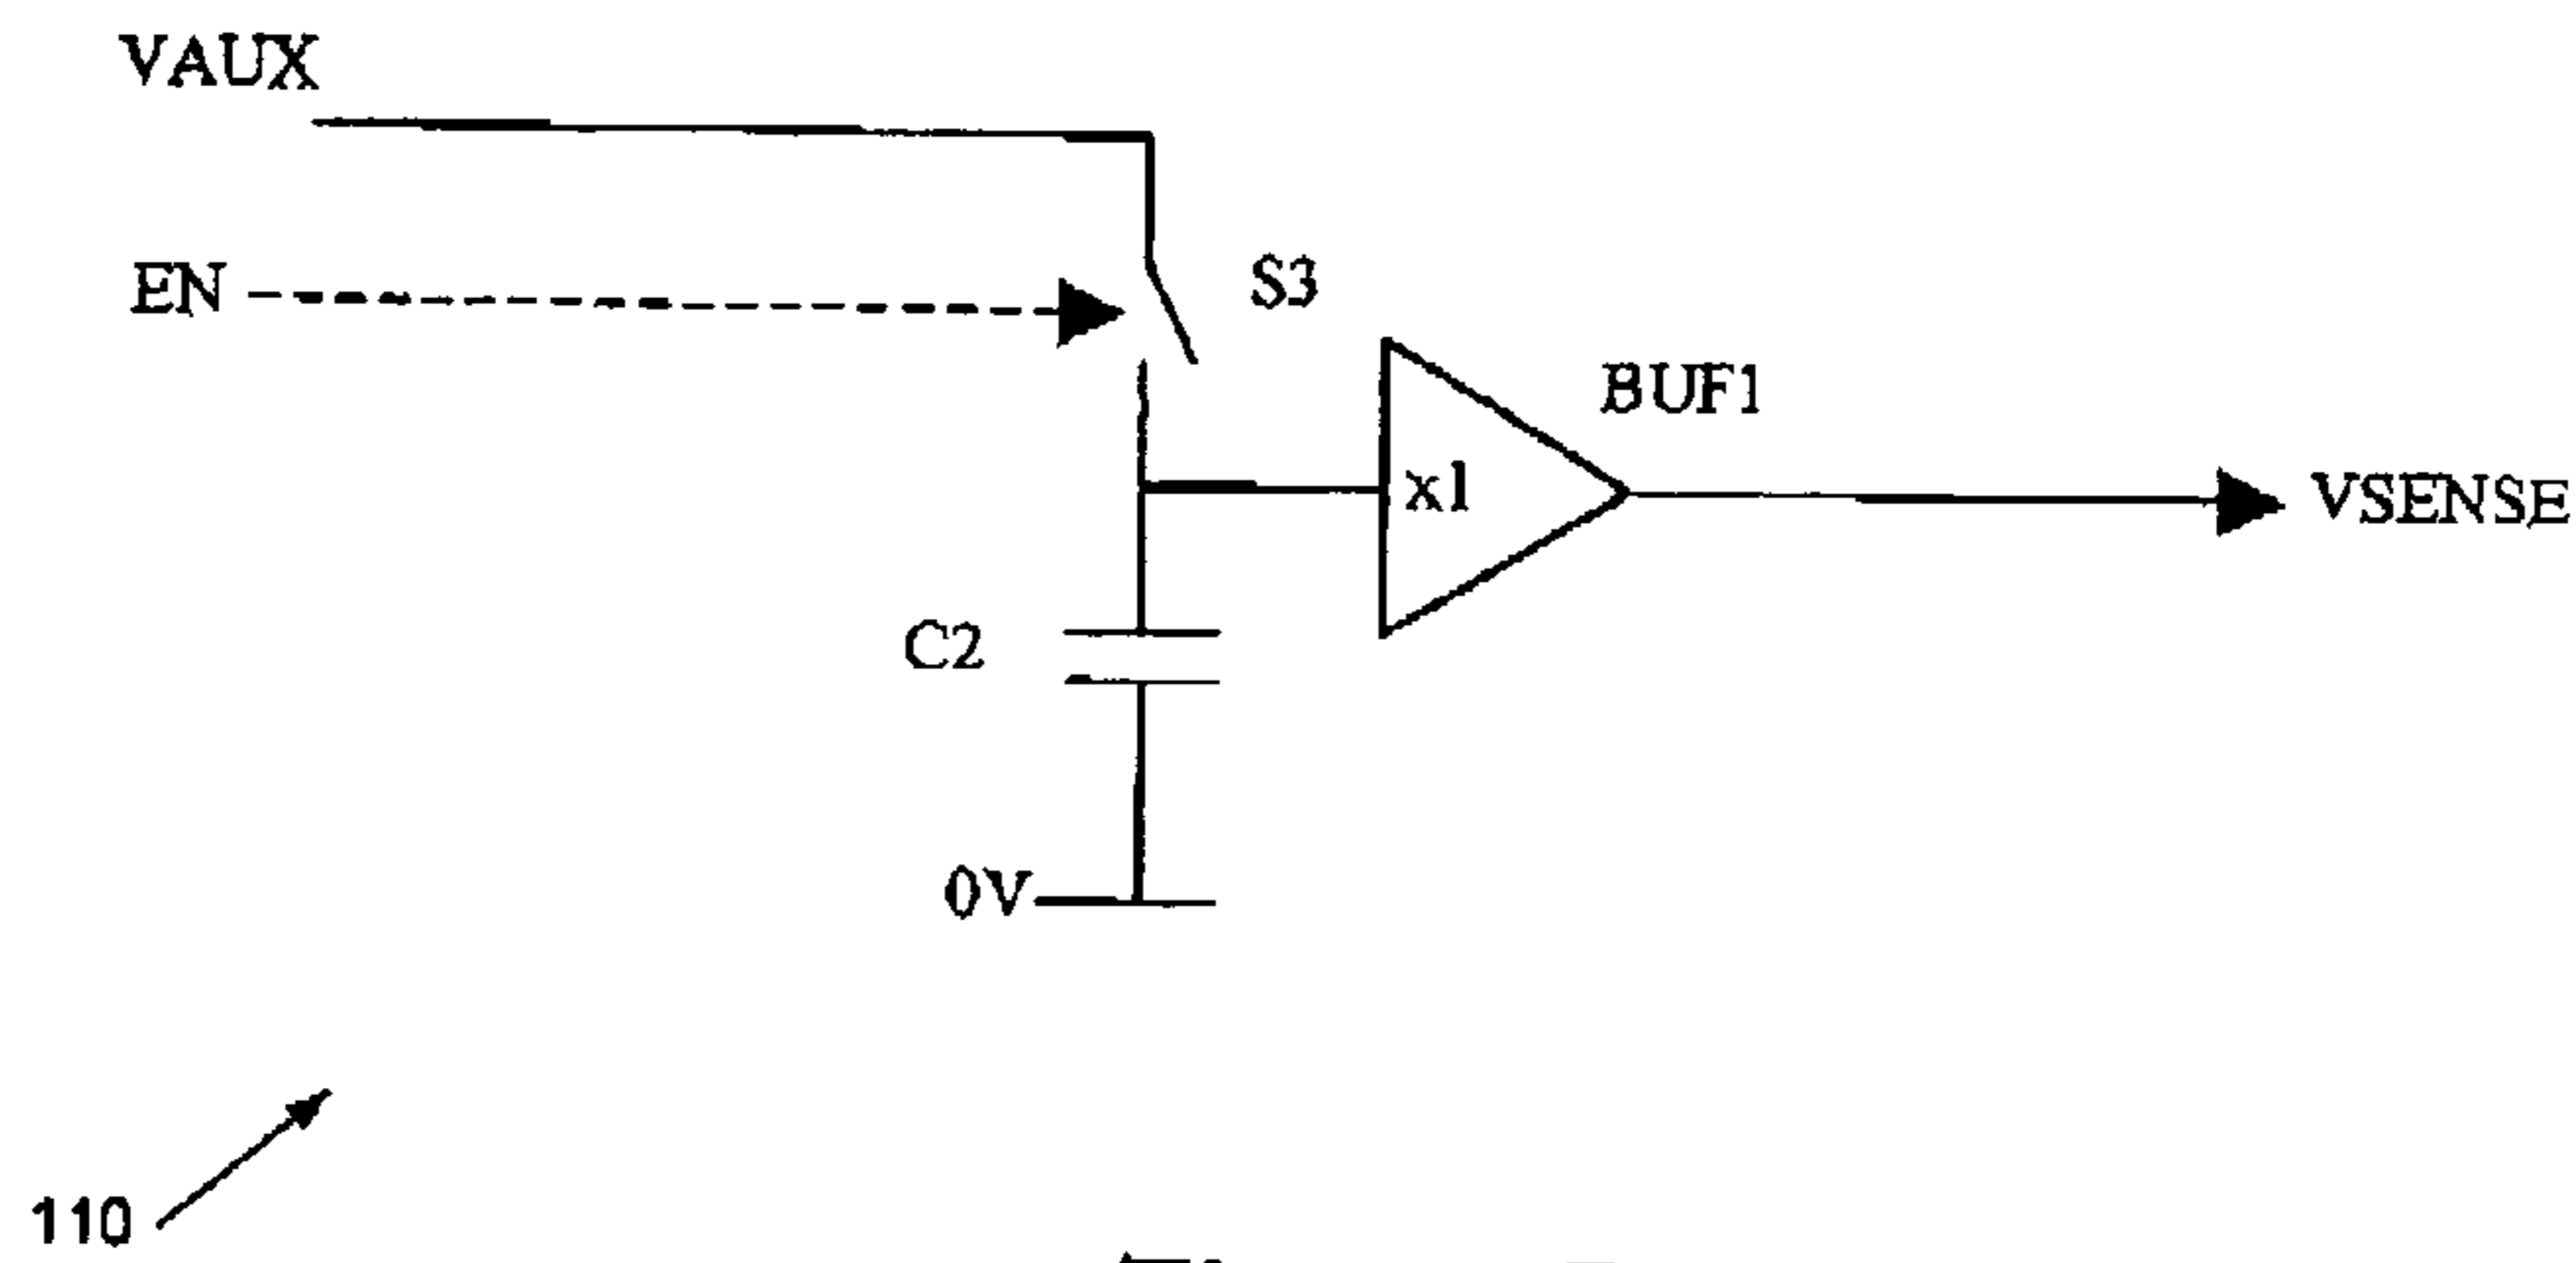 VAUX
EN
S3
BUF1
x1
VSENSE
C2
0V
110